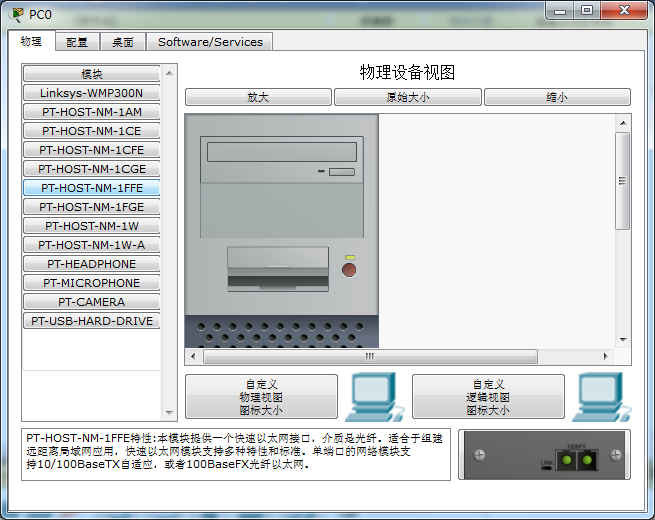 PC0
物理
配置
桌面
Software/Services
模块
Linksys-WMP300N
PT-HOST-NM-1AM
PT-HOST-NM-1CE
PT-HOST-NM-1CFE
PT-HOST-NM-1CGE
PT-HOST-NM-1FFE
PT-HOST-NM-1FGE
PT-HOST-NM-1W
PT-HOST-NM-1W-A
PT-HEADPHONE
PT-MICROPHONE
PT-CAMERA
PT-USB-HARD-DRIVE
物理设备视图
放大
原始大小
缩小
自定义
物理视图
图标大小
自定义
逻辑视图
图标大小
PT-HOST-NM-1FFE特性:本模块提供一个快速以太网接口，介质是光纤。适合于组建
远距离局域网应用，快速以太网模块支持多种特性和标准。单端口的网络模块支
持10/100BaseTX自适应，或者100BaseFX光纤以太网。
100bFX
LINK